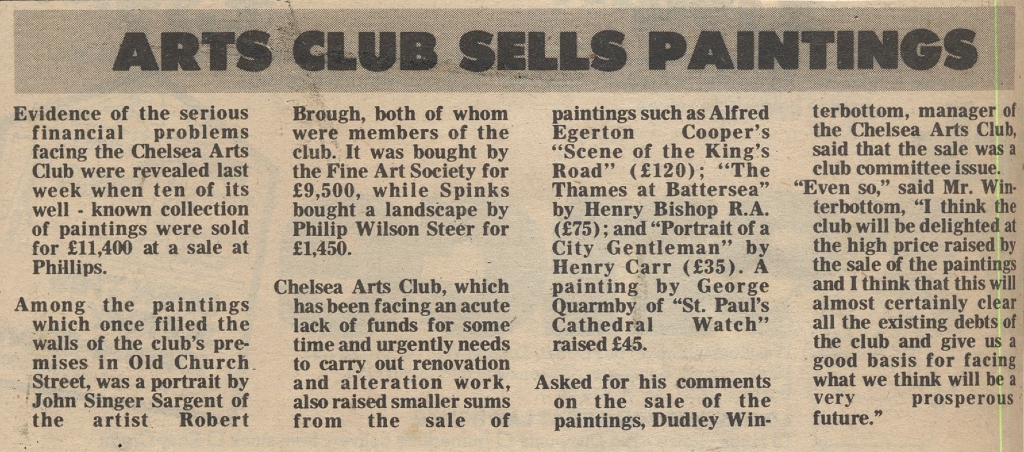 ARTS CLUB SELLS PAINTINGS
Evidence of the serious
financial problems
facing the Chelsea Arts
Club were revealed last
week when ten of its
well - known collection
of paintings were sold
for £11,400 at a sale at
Phillips.
Among the paintings
which once filled the
walls of the club's pre-
mises in Old Church
Street, was a portrait by
John Singer Sargent of
the artist Robert
Brough, both of whom
were members of the
club. It was bought by
the Fine Art Society for
£9,500, while Spinks
bought a landscape by
Philip Wilson Steer for
£1,450.
Chelsea Arts Club, which
has been facing an acute
lack of funds for some
time and urgently needs
to carry out renovation
and alteration work,
also raised smaller sums
from the sale of
paintings such as Alfred
Egerton Cooper's
"Scene of the King's
Road" (£120); "The
Thames at Battersea"
by Henry Bishop R.A.
(£75); and "Portrait of a
City Gentleman" by
Henry Carr (£35). A
painting by George
Quarmby of "St. Paul's
Cathedral Watch"
raised £45.
Asked for his comments
on the sale of the
paintings, Dudley Win-
terbottom, manager of
the Chelsea Arts Club,
said that the sale was a
club committee issue.
"Even so," said Mr. Win-
terbottom, "I think the
club will be delighted at
the high price raised by
the sale of the paintings
and I think that this will
almost certainly clear
all the existing debts of
the club and give us a
good basis for facing
what we think will be a
very prosperous
future."